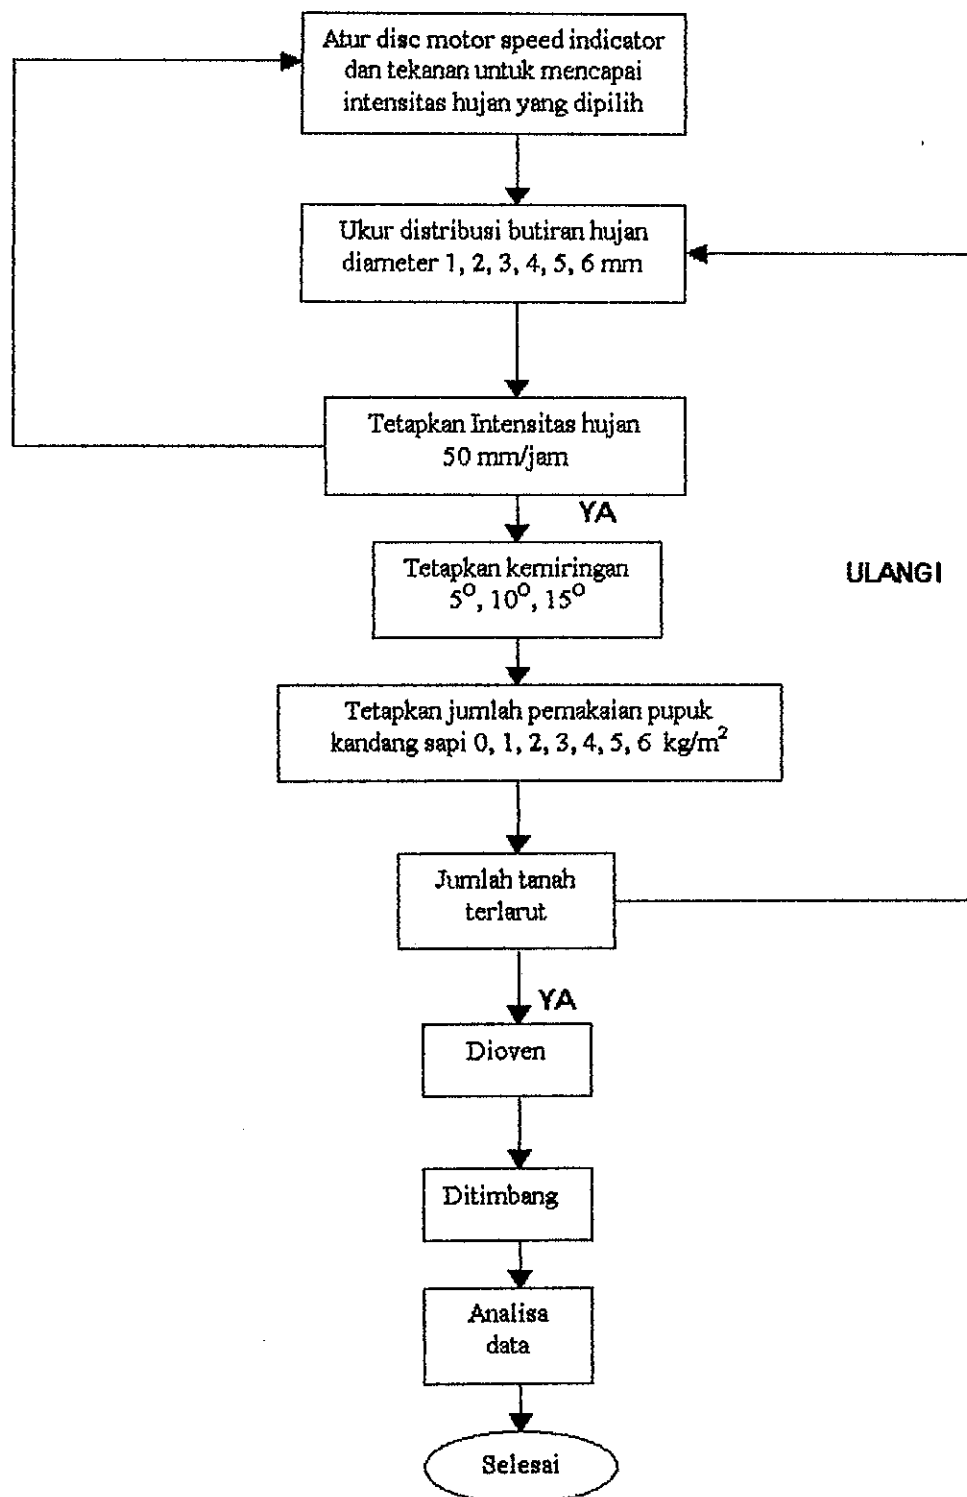 Atur disc motor speed indicator
dan tekanan untuk mencapai
intensitas hujan yang dipilih
Ukur distribusi butiran hujan
diameter 1, 2, 3, 4, 5, 6 mm
Tetapkan Intensitas hujan
50 mm/jam
YA
Tetapkan kemiringan
5⁰, 10⁰, 15⁰
ULANGI
Tetapkan jumlah pemakaian pupuk
kandang sapi 0, 1, 2, 3, 4, 5, 6 kg/m²
Jumlah tanah
terlarut
YA
Dioven
Ditimbang
Analisa
data
Selesai